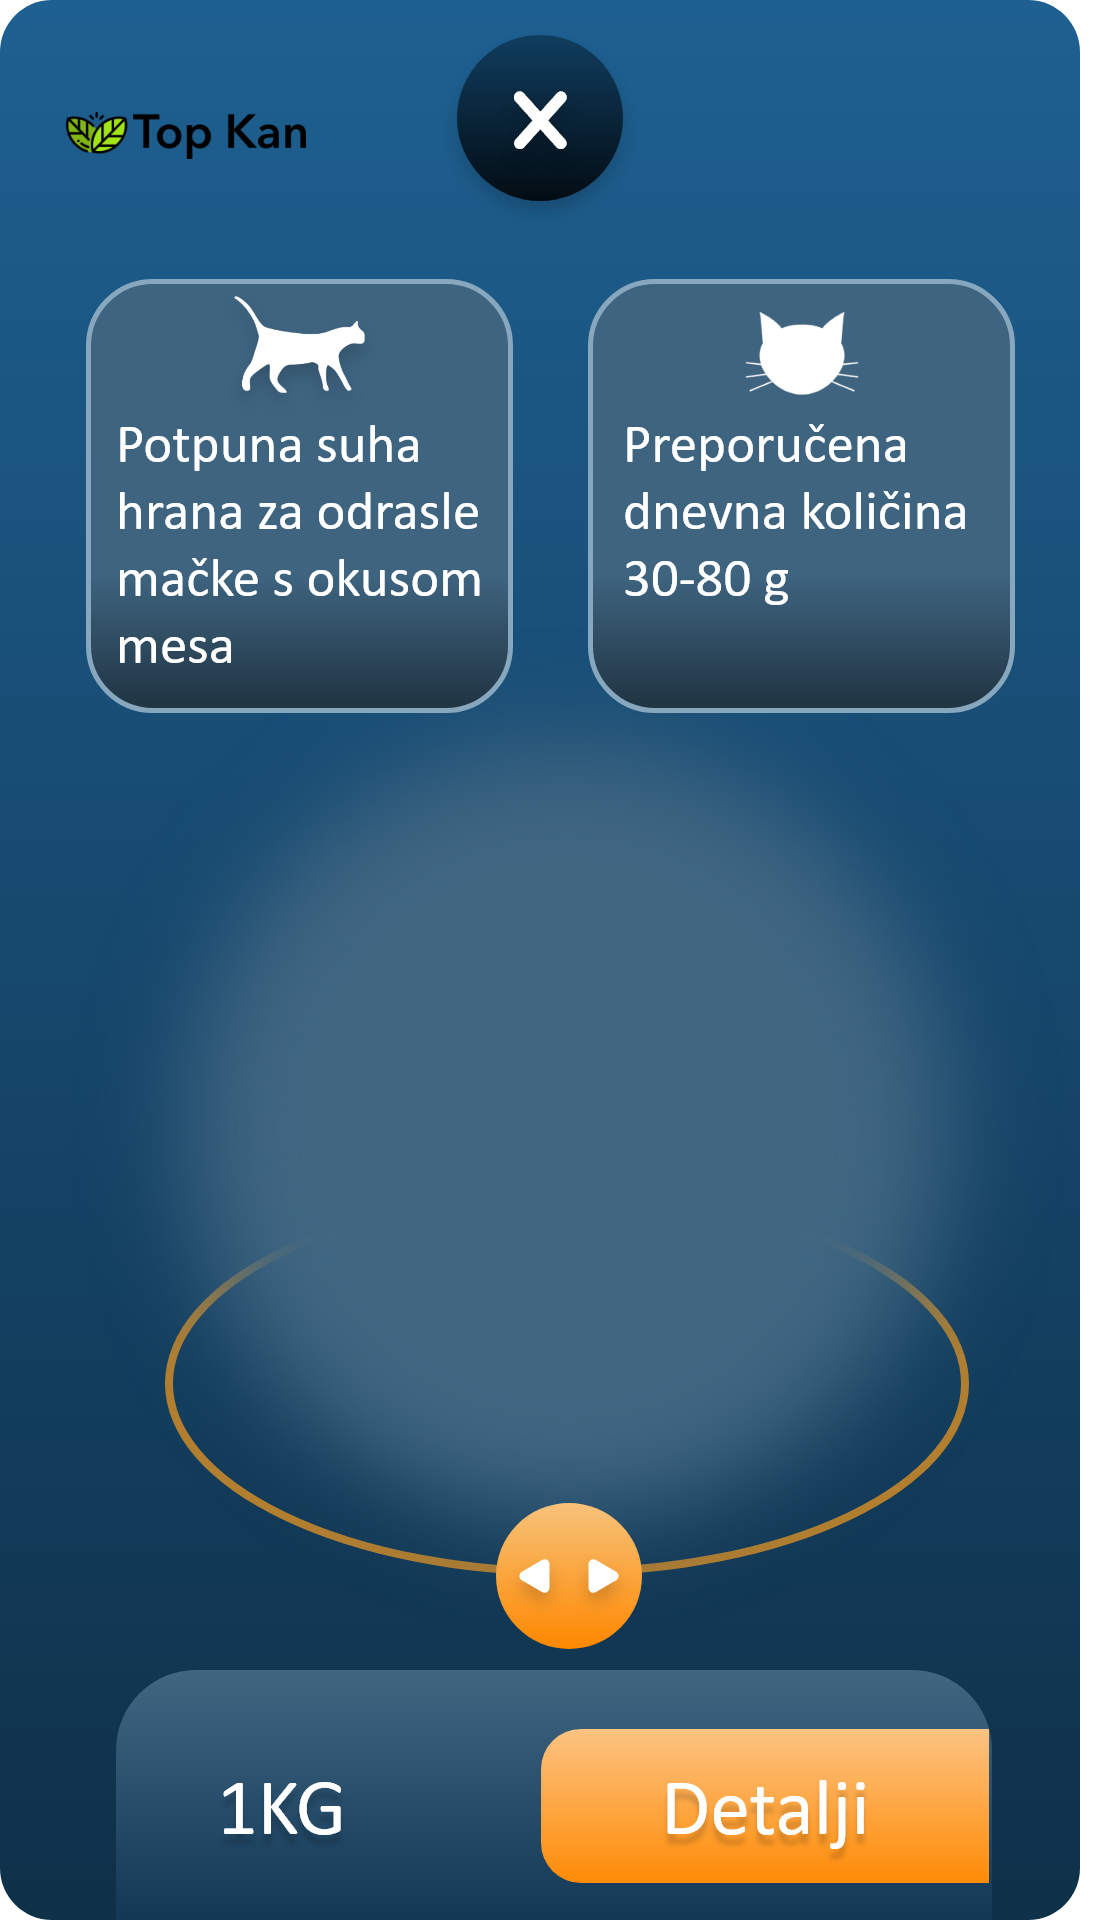 Top Kan
Potpuna suha
hrana za odrasle
mačke s okusom
mesa
Preporučena
dnevna količina
30-80 g
1KG
Detalji